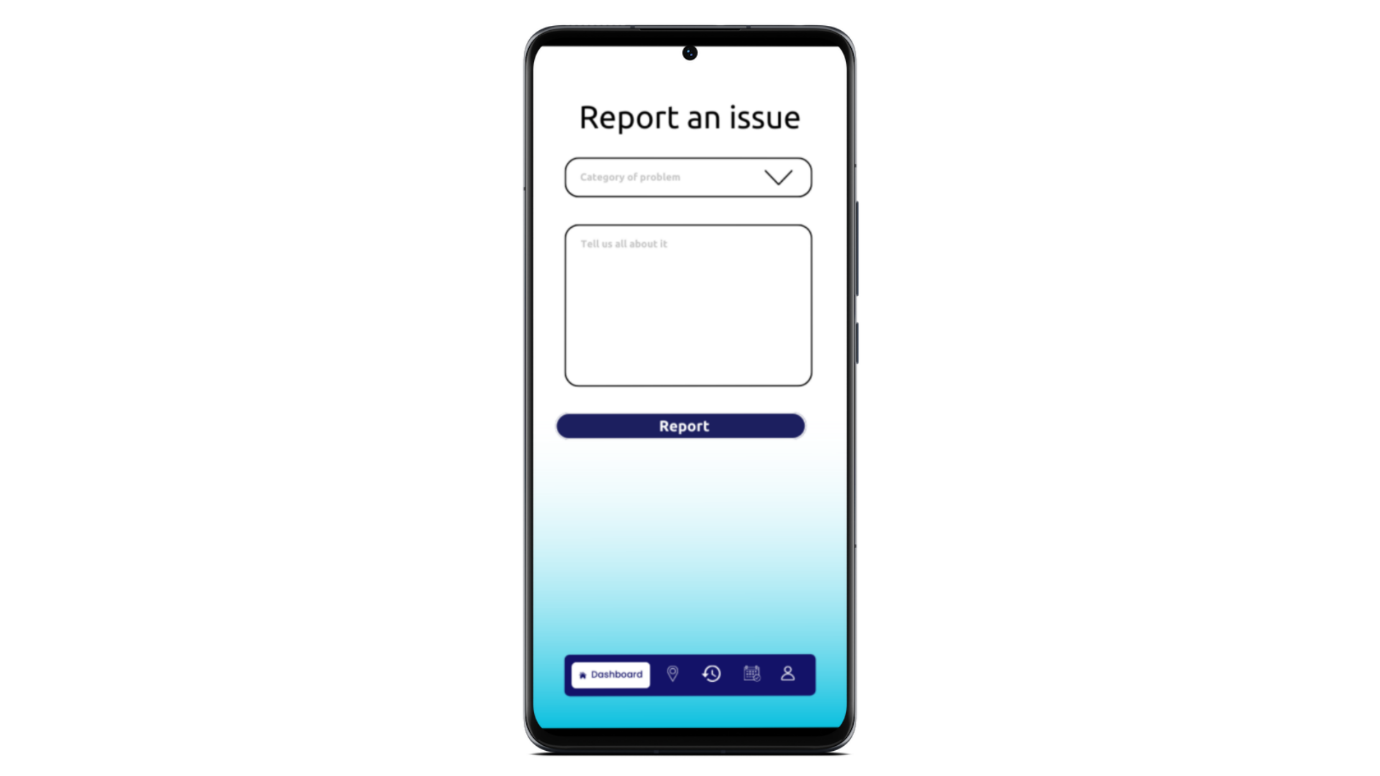 Report an issue
Category of problem
Tell us all about it
Report
Dashboard